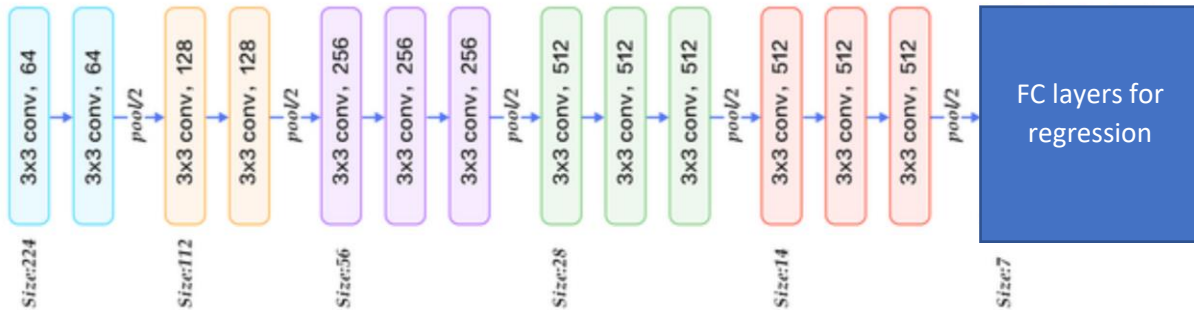 3x3 conv, 64
3x3 conv, 64
pool/2
3x3 conv, 128
3x3 conv, 128
pool/2
3x3 conv, 256
3x3 conv, 256
3x3 conv, 256
pool/2
3x3 conv, 512
3x3 conv, 512
3x3 conv, 512
pool/2
3x3 conv, 512
3x3 conv, 512
3x3 conv, 512
pool/2
FC layers for
regression
Size:224
Size:112
Size:56
Size:28
Size:14
Size:7